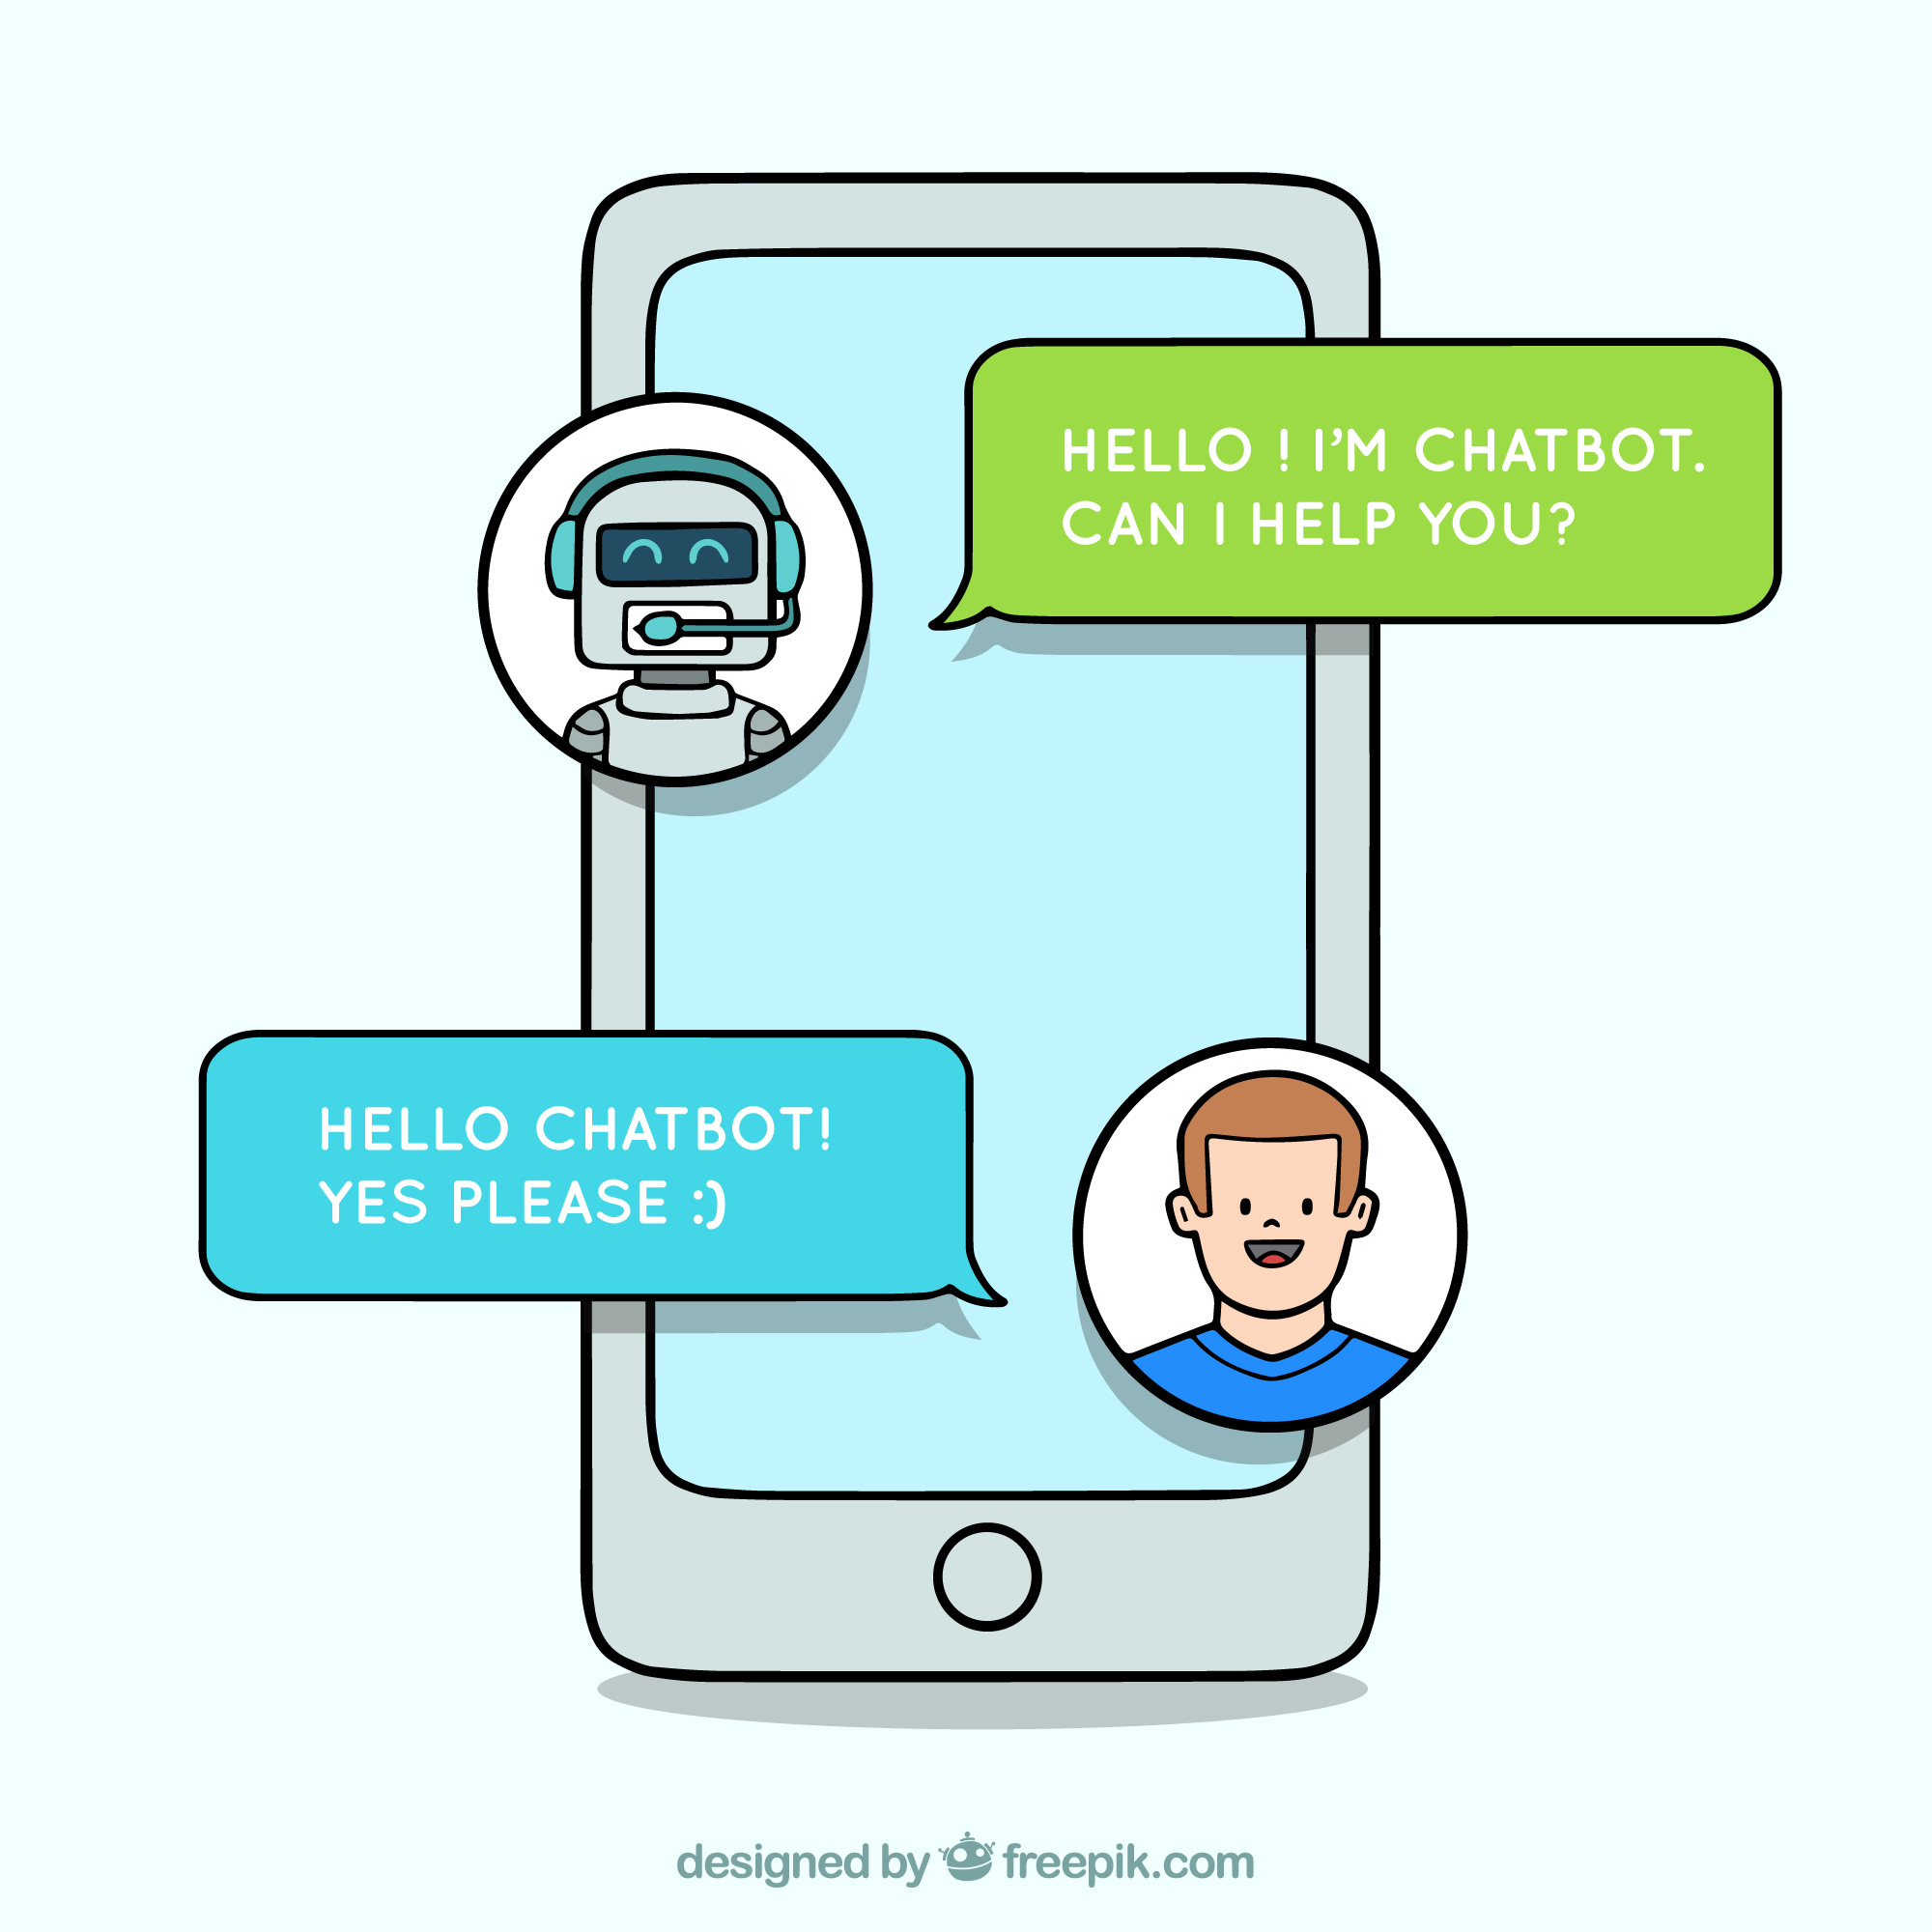 HELLO ! I'M CHATBOT.
CAN I HELP YOU?
HELLO CHATBOT!
YES PLEASE :)
designed by freepik.com